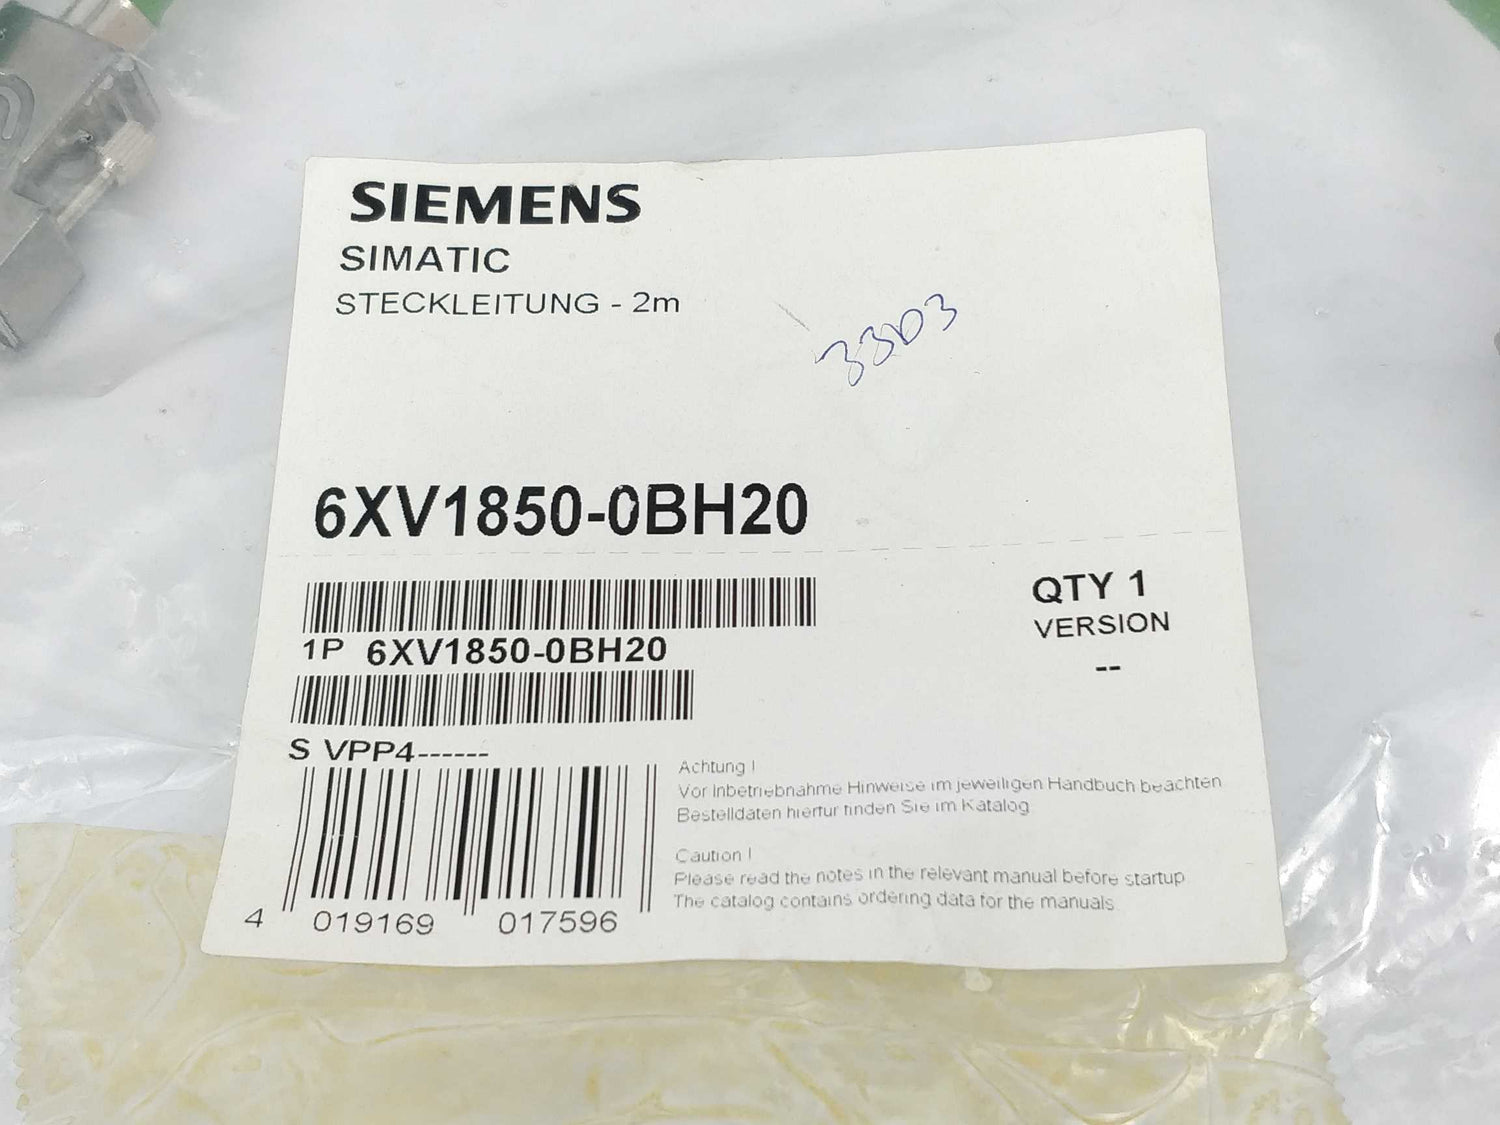 SIEMENS
SIMATIC
STECKLEITUNG - 2m
33D3
6XV1850-0BH20
QTY 1
VERSION
--
1P 6XV1850-0BH20
S VPP4------
Achtung !
Vor Inbetriebnahme Hinweise im jeweiligen Handbuch beachten
Bestelldaten hierfür finden Sie im Katalog
Caution !
Please read the notes in the relevant manual before startup
The catalog contains ordering data for the manuals
4 019169 017596